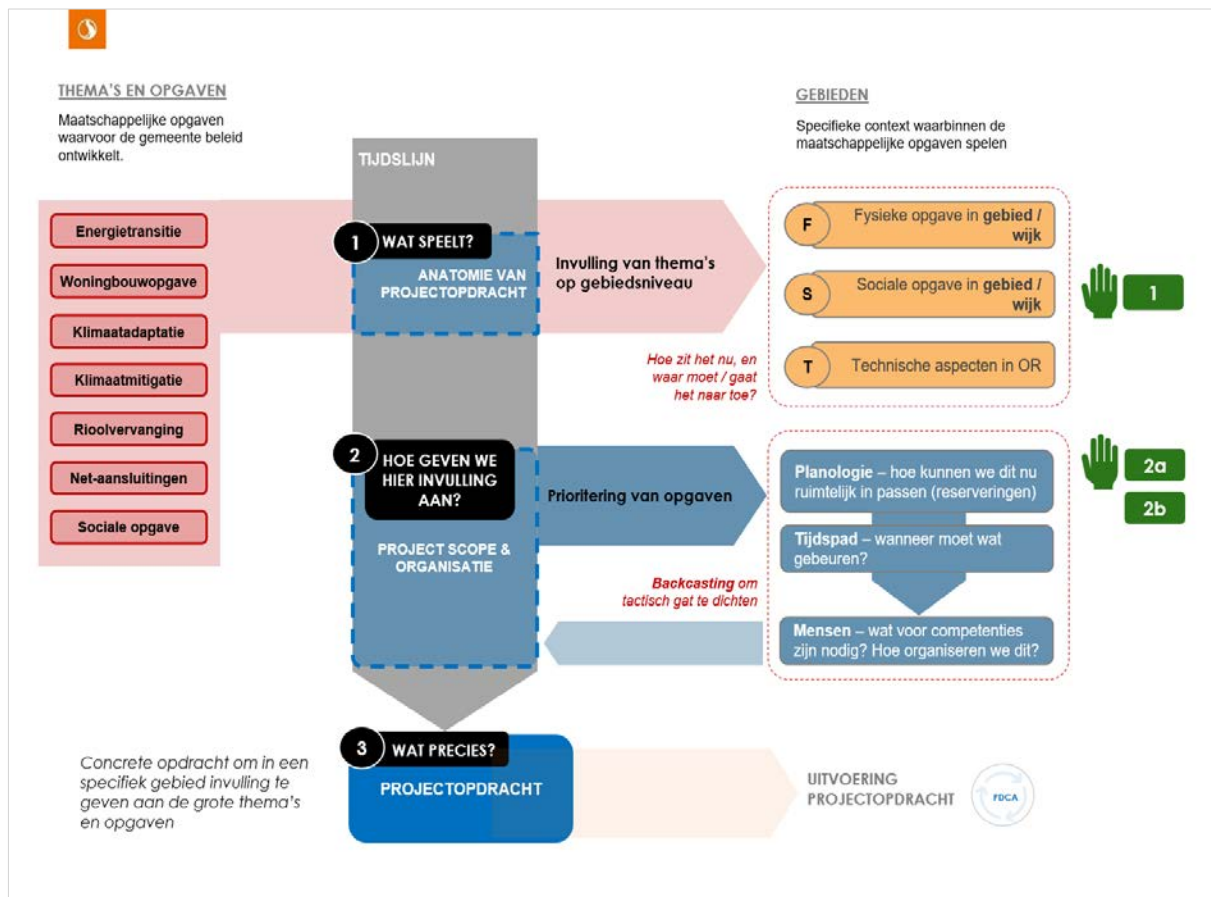 THEMA'S EN OPGAVEN
Maatschappelijke opgaven
waarvoor de gemeente beleid
ontwikkelt.
Energietransitie
Woningbouwopgave
Klimaatadaptatie
Klimaatmitigatie
Rioolvervanging
Net-aansluitingen
Sociale opgave
TIJDSLIJN
1
WAT SPEELT?
ANATOMIE VAN
PROJECTOPDRACHT
Invulling van thema's
op gebiedsniveau
Hoe zit het nu, en
waar moet / gaat
het naar toe?
GEBIEDEN
Specifieke context waarbinnen de
maatschappelijke opgaven spelen
F
Fysieke opgave in gebied /
wijk
S
Sociale opgave in gebied /
wijk
T
Technische aspecten in OR
1
2
HOE GEVEN WE
HIER INVULLING
AAN?
PROJECT SCOPE &
ORGANISATIE
Prioritering van opgaven
Backcasting om
tactisch gat te dichten
Planologie – hoe kunnen we dit nu
ruimtelijk in passen (reserveringen)
Tijdspad – wanneer moet wat
gebeuren?
Mensen – wat voor competenties
zijn nodig? Hoe organiseren we dit?
2a
2b
3
WAT PRECIES?
PROJECTOPDRACHT
Concrete opdracht om in een
specifiek gebied invulling te
geven aan de grote thema's
en opgaven
UITVOERING
PROJECTOPDRACHT
PDCA